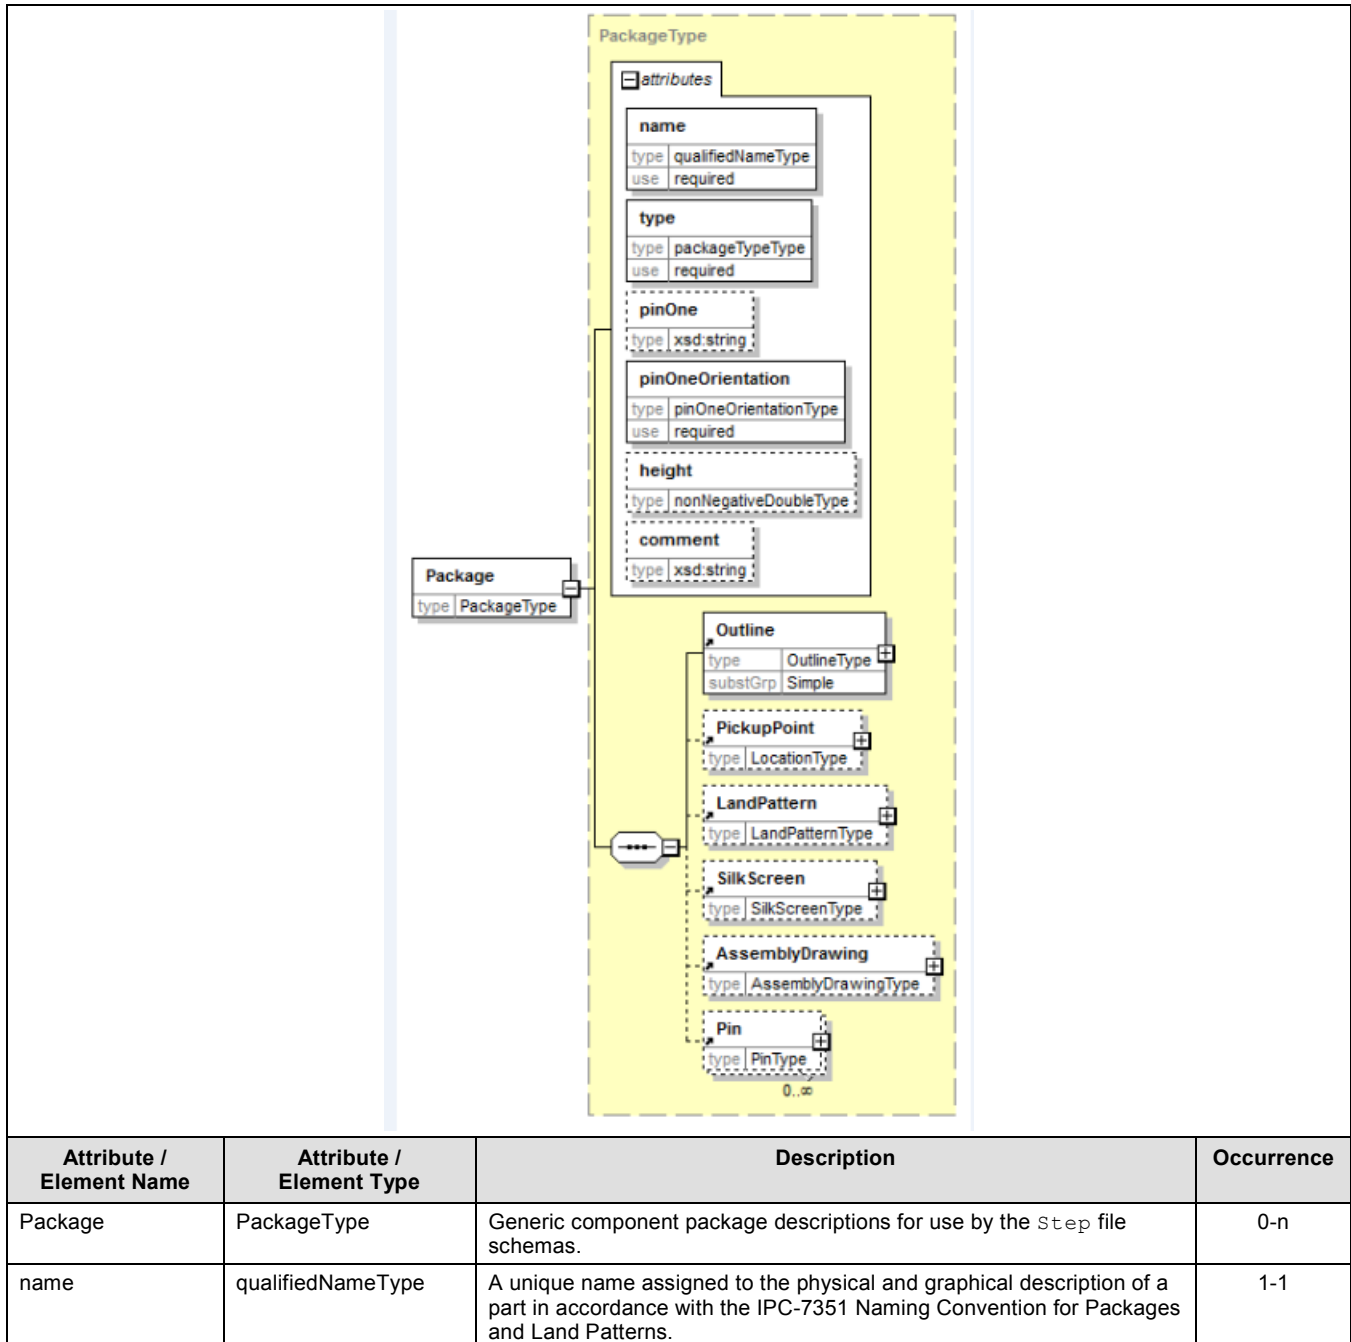 PackageType
attributes
name
type qualifiedNameType
use required
type
type packageTypeType
use required
pinOne
type xsd:string
pinOneOrientation
type pinOneOrientationType
use required
height
type nonNegativeDoubleType
comment
type xsd:string
Package
type PackageType
Outline
type OutlineType
substGrp Simple
PickupPoint
type LocationType
LandPattern
type LandPatternType
SilkScreen
type SilkScreenType
AssemblyDrawing
type AssemblyDrawingType
Pin
type PinType
0..∞
Attribute / Attribute / Description Occurrence
Element Name Element Type
Package PackageType Generic component package descriptions for use by the Step file 0-n
schemas.
name qualifiedNameType A unique name assigned to the physical and graphical description of a 1-1
part in accordance with the IPC-7351 Naming Convention for Packages
and Land Patterns.